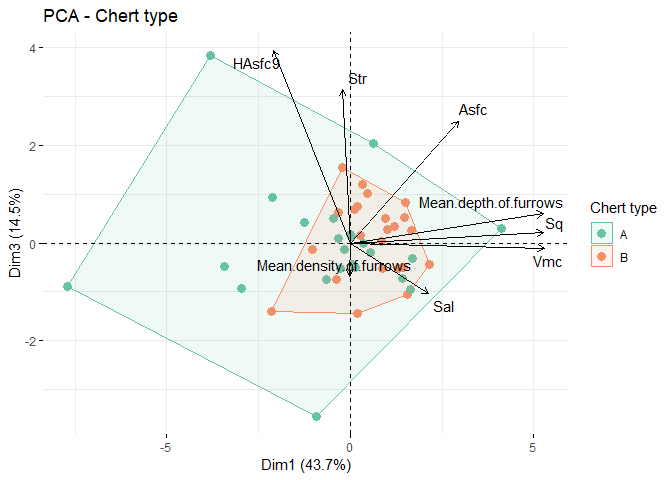 PCA - Chert type
4
2
0
-2
Dim3 (14.5%)
HAsfc9
Str
Asfc
Mean.depth.of.furrows
Sq
Vmc
Mean.density.of.furrows
Sal
-5
0
5
Dim1 (43.7%)
Chert type
A
B